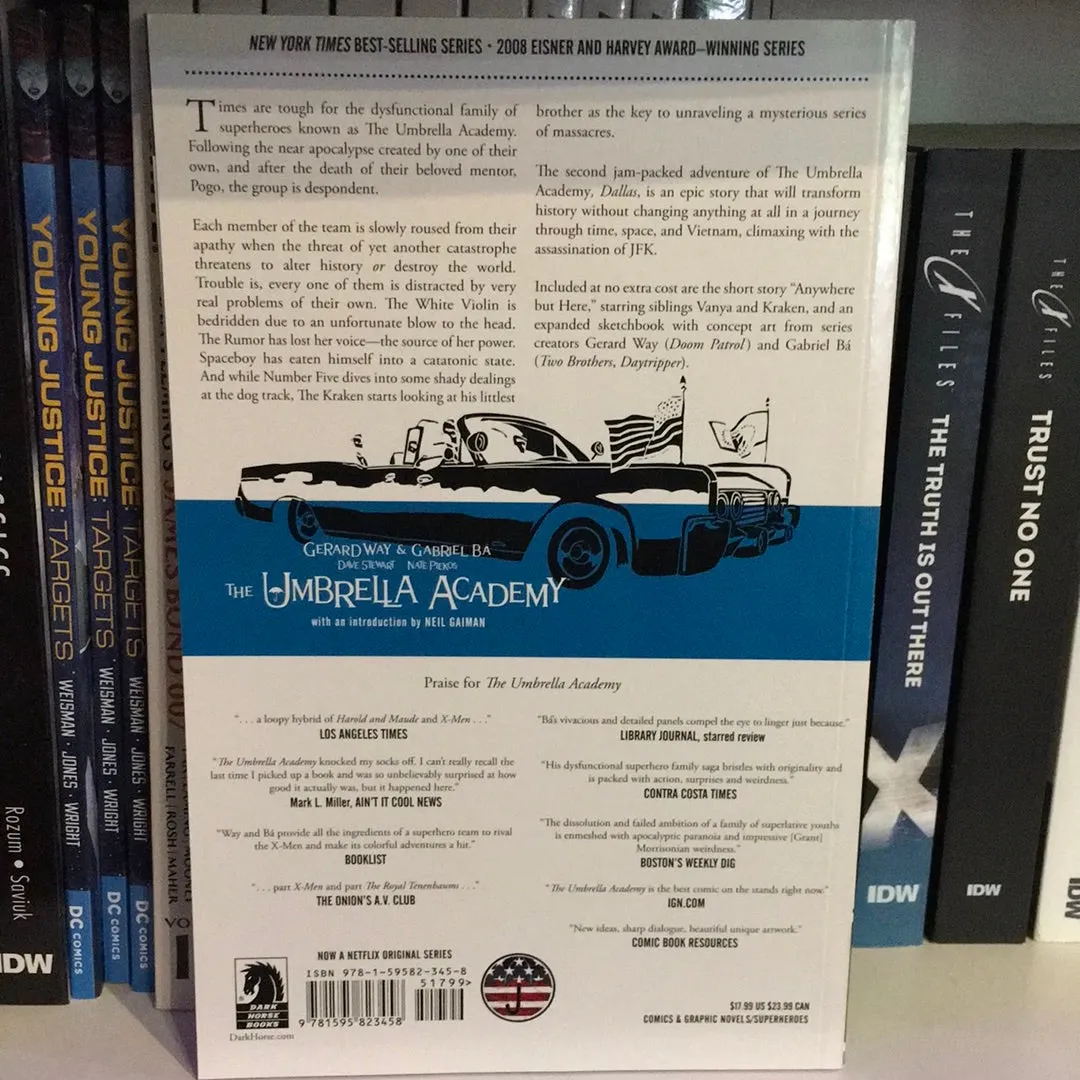 NEW YORK TIMES BEST-SELLING SERIES · 2008 EISNER AND HARVEY AWARD–WINNING SERIES
Times are tough for the dysfunctional family of
superheroes known as The Umbrella Academy.
Following the near apocalypse created by one of their
own, and after the death of their beloved mentor,
Pogo, the group is despondent.
Each member of the team is slowly roused from their
apathy when the threat of yet another catastrophe
threatens to alter history or destroy the world.
Trouble is, every one of them is distracted by very
real problems of their own. The White Violin is
bedridden due to an unfortunate blow to the head.
The Rumor has lost her voice—the source of her power.
Spaceboy has eaten himself into a catatonic state.
And while Number Five dives into some shady dealings
at the dog track, The Kraken starts looking at his littlest
brother as the key to unraveling a mysterious series
of massacres.
The second jam-packed adventure of The Umbrella
Academy, Dallas, is an epic story that will transform
history without changing anything at all in a journey
through time, space, and Vietnam, climaxing with the
assassination of JFK.
Included at no extra cost are the short story “Anywhere
but Here,” starring siblings Vanya and Kraken, and an
expanded sketchbook with concept art from series
creators Gerard Way (Doom Patrol) and Gabriel Bá
(Two Brothers, Daytripper).
GERARD WAY & GABRIEL BÁ
DAVE STEWART NATE PIEKOS
THE UMBRELLA ACADEMY
with an introduction by NEIL GAIMAN
Praise for The Umbrella Academy
“. . . a loopy hybrid of Harold and Maude and X-Men . . .”
LOS ANGELES TIMES
“The Umbrella Academy knocked my socks off. I can’t really recall the
last time I picked up a book and was so unbelievably surprised at how
good it actually was, but it happened here.”
Mark L. Miller, AIN’T IT COOL NEWS
“Way and Bá provide all the ingredients of a superhero team to rival
the X-Men and make its colorful adventures a hit.”
BOOKLIST
“. . . part X-Men and part The Royal Tenenbaums . . .”
THE ONION’S A.V. CLUB
“Bá’s vivacious and detailed panels compel the eye to linger just because.”
LIBRARY JOURNAL, starred review
“His dysfunctional superhero family saga bristles with originality and
is packed with action, surprises and weirdness.”
CONTRA COSTA TIMES
“The dissolution and failed ambition of a family of superlative youths
is enmeshed with apocalyptic paranoia and impressive [Grant]
Morrisonian weirdness.”
BOSTON’S WEEKLY DIG
“The Umbrella Academy is the best comic on the stands right now.”
IGN.COM
“New ideas, sharp dialogue, beautiful unique artwork.”
COMIC BOOK RESOURCES
NOW A NETFLIX ORIGINAL SERIES
ISBN 978-1-59582-345-8
51799>
9 781595 823458
DARK
HORSE
BOOKS
DarkHorse.com
J
$17.99 US $23.99 CAN
COMICS & GRAPHIC NOVELS/SUPERHEROES
Rozum • Saviuk
IDW
YOUNG JUSTICE: TARGETS WEISMAN · JONES · WRIGHT DC COMICS
YOUNG JUSTICE: TARGETS WEISMAN · JONES · WRIGHT DC COMICS
YOUNG JUSTICE: TARGETS WEISMAN · JONES · WRIGHT DC COMICS
JAMES BOND 007
FARRELL | ROSH | MAHER
VO
THE X FILES THE TRUTH IS OUT THERE
X
IDW
THE X FILES TRUST NO ONE
IDW
IDW